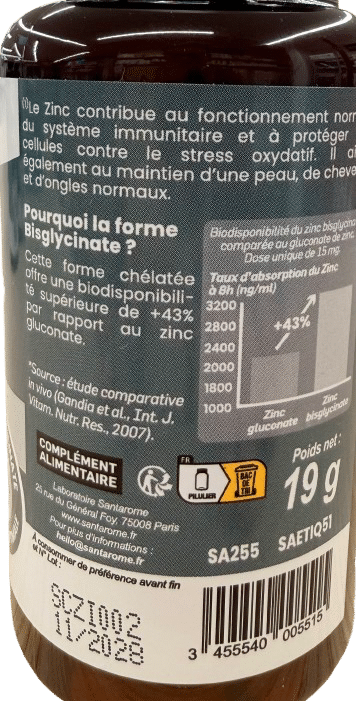 (1)Le Zinc contribue au fonctionnement
du système immunitaire et à protéger
cellules contre le stress oxydatif. Il
également au maintien d'une peau, de
et d'ongles normaux.
Pourquoi la forme
Bisglycinate ?
Cette forme chélatée
offre une biodisponibili-
té supérieure de +43%
par rapport au zinc
gluconate.
*Source : étude comparative
in vivo (Gandia et al., Int. J.
Vitam. Nutr. Res., 2007).
Biodisponibilité du zinc
comparée au gluconate de zinc.
Dose unique de 15 mg.
Taux d'absorption du Zinc
à 8h (ng/ml)
3200
2800
2400
2000
1800
1000
+43%
Zinc
gluconate
Zinc
bisglycinate
COMPLÉMENT
ALIMENTAIRE
FR
PILULIER
BAC
DE
TRI
Poids net :
19 g
Laboratoire Santarome
rue du Général Foy, 75008 Paris
www.santarome.fr
Pour plus d'informations :
hello@santarome.fr
SA255 SAETIQ51
À consommer de préférence avant fin
et N° Lot :
SCZI002
11/2028
3 455540 005515